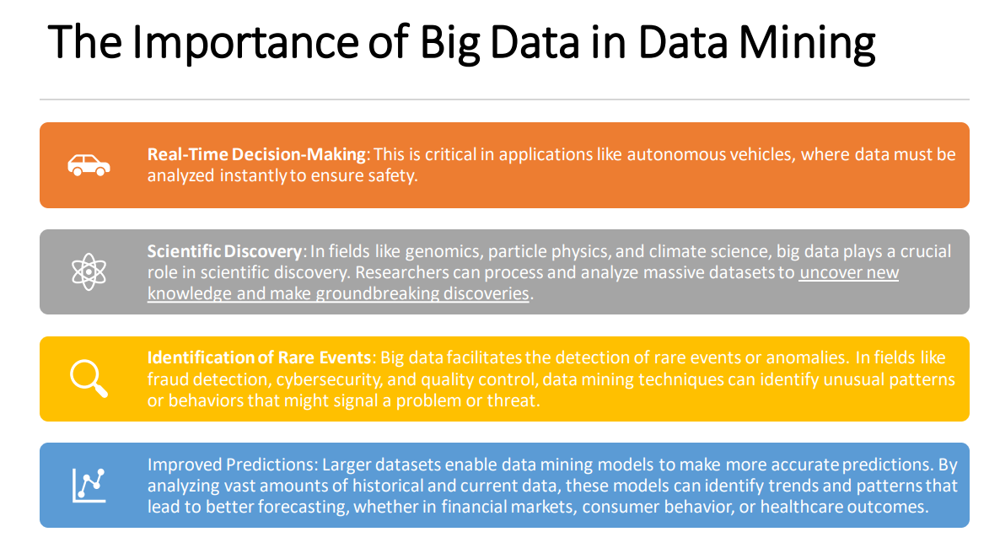 The Importance of Big Data in Data Mining
Real-Time Decision-Making: This is critical in applications like autonomous vehicles, where data must be
analyzed instantly to ensure safety.
Scientific Discovery: In fields like genomics, particle physics, and climate science, big data plays a crucial
role in scientific discovery. Researchers can process and analyze massive datasets to uncover new
knowledge and make groundbreaking discoveries.
Identification of Rare Events: Big data facilitates the detection of rare events or anomalies. In fields like
fraud detection, cybersecurity, and quality control, data mining techniques can identify unusual patterns
or behaviors that might signal a problem or threat.
Improved Predictions: Larger datasets enable data mining models to make more accurate predictions. By
analyzing vast amounts of historical and current data, these models can identify trends and patterns that
lead to better forecasting, whether in financial markets, consumer behavior, or healthcare outcomes.